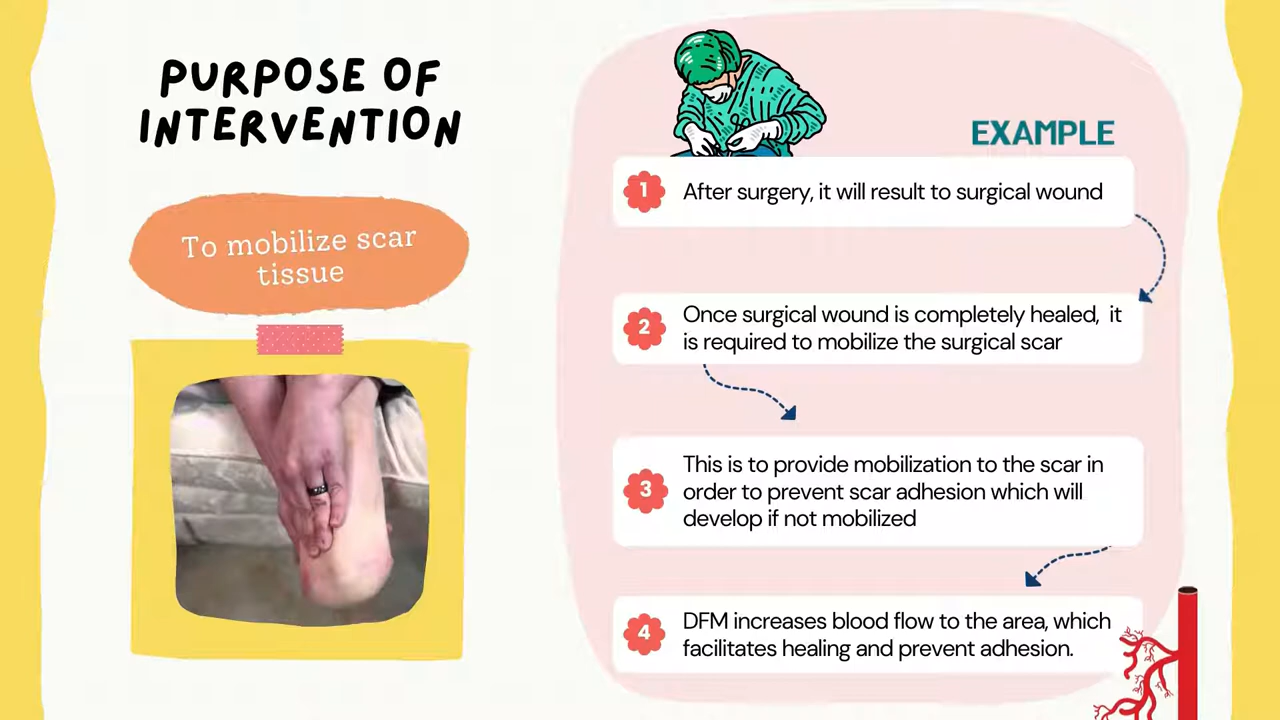 PURPOSE OF
INTERVENTION
To mobilize scar
tissue
EXAMPLE
1
After surgery, it will result to surgical wound
2
Once surgical wound is completely healed, it
is required to mobilize the surgical scar
3
This is to provide mobilization to the scar in
order to prevent scar adhesion which will
develop if not mobilized
4
DFM increases blood flow to the area, which
facilitates healing and prevent adhesion.